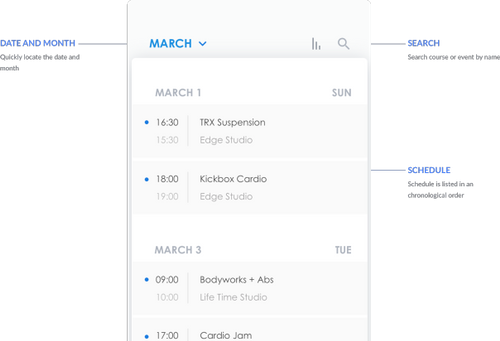 DATE AND MONTH
Quickly locate the date and
month
MARCH
SEARCH
Search course or event by name
MARCH 1 SUN
16:30 TRX Suspension
15:30 Edge Studio
18:00 Kickbox Cardio
19:00 Edge Studio
SCHEDULE
Schedule is listed in an
chronological order
MARCH 3 TUE
09:00 Bodyworks + Abs
10:00 Life Time Studio
17:00 Cardio Jam